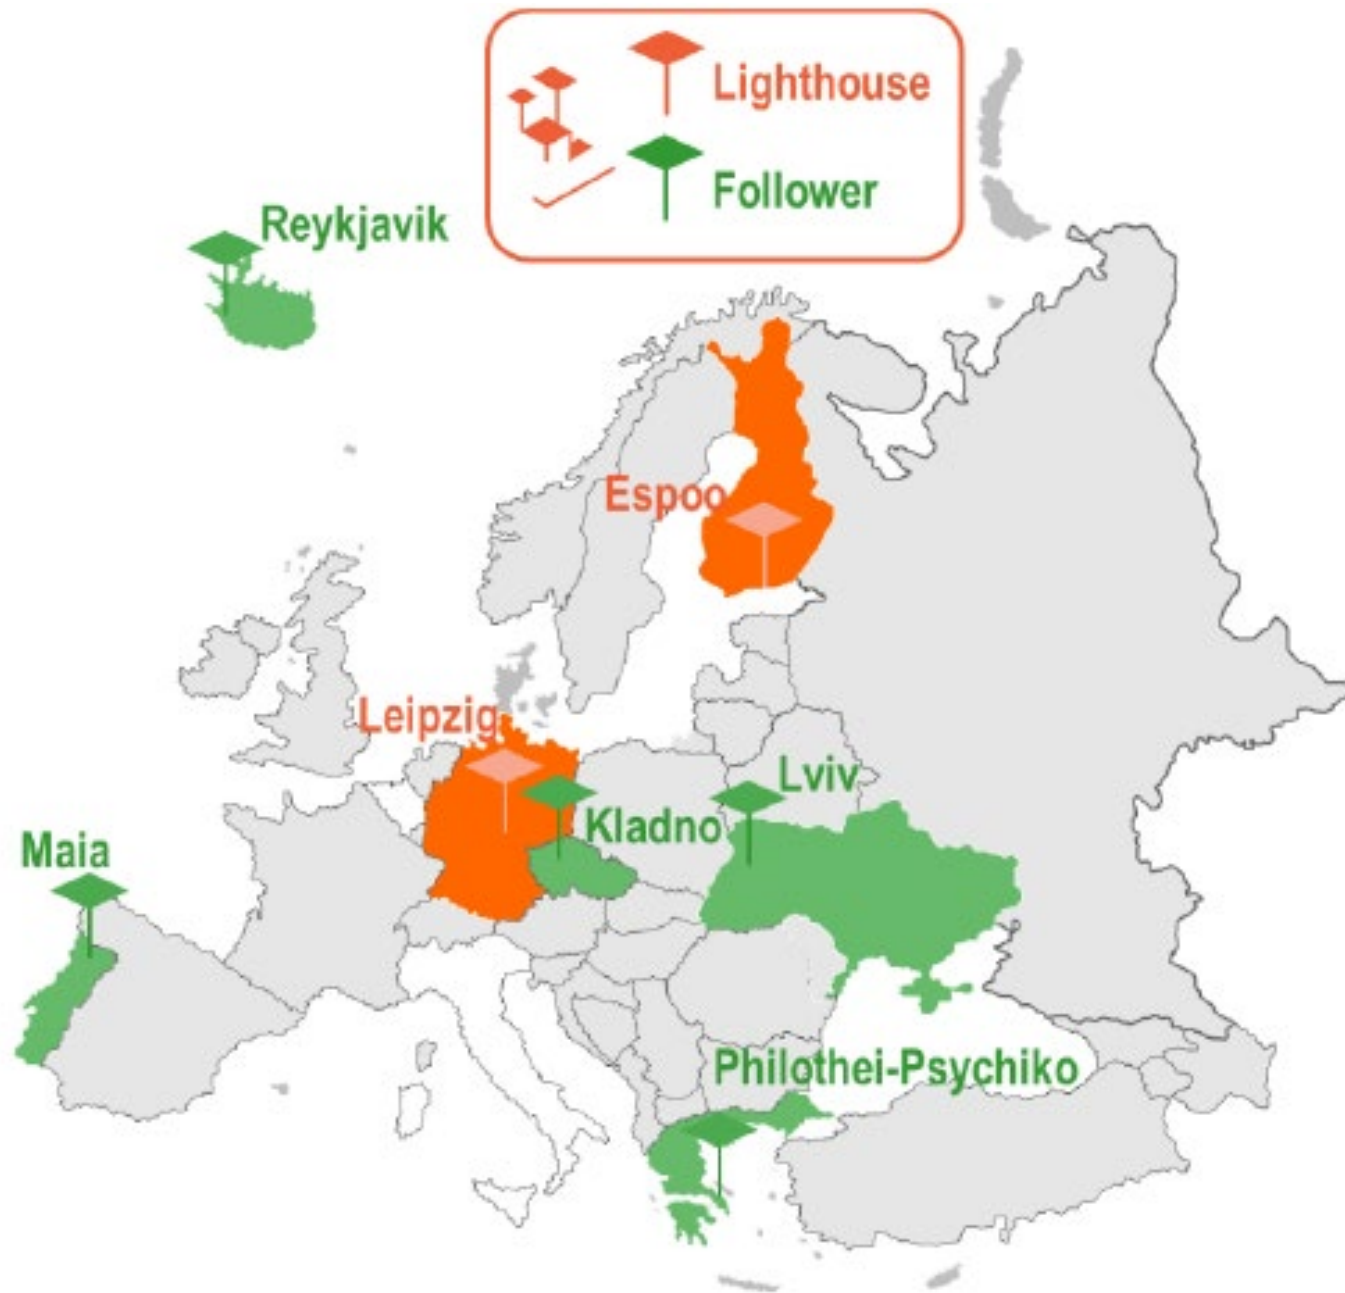 Lighthouse
Follower
Reykjavik
Espoo
Leipzig
Lviv
Kladno
Maia
Philothei-Psychiko